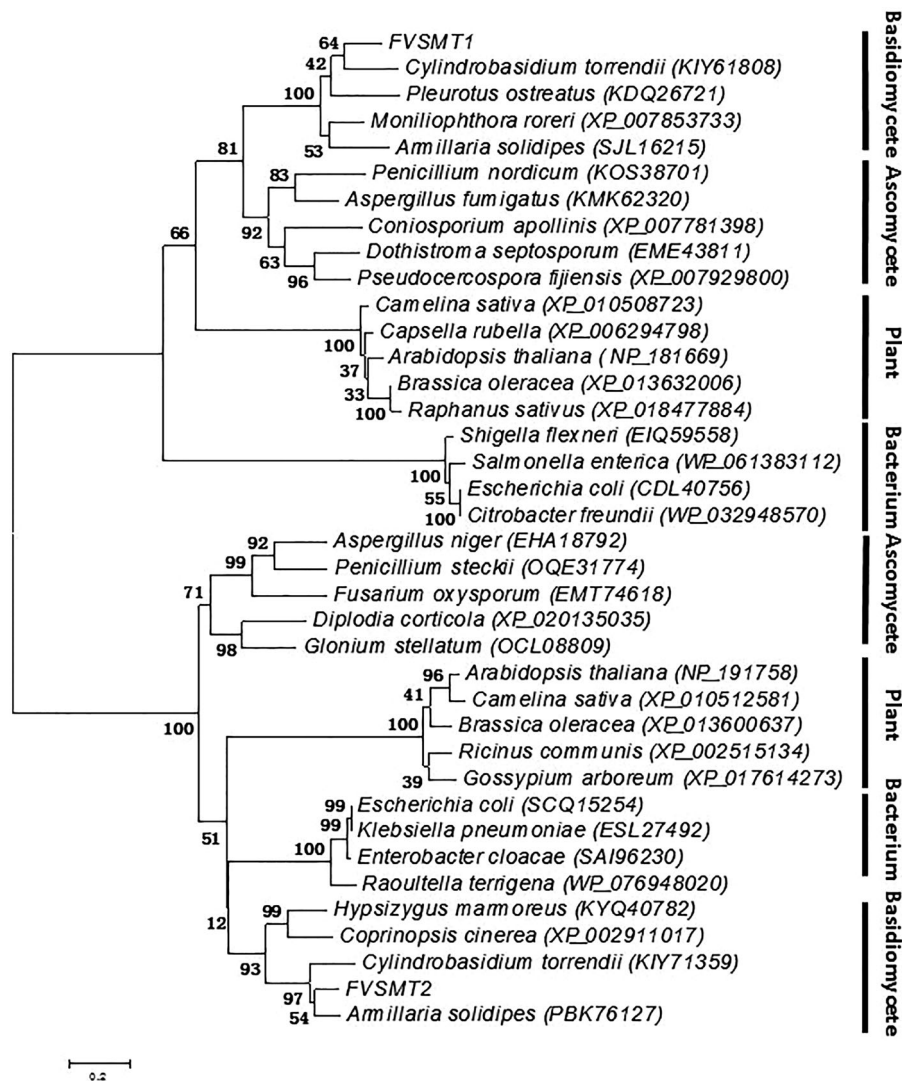 64
FVSMT1
42
Cylindrobasidium torrendii (KIY61808)
100
Pleurotus ostreatus (KDQ26721)
Moniliophthora roreri (XP_007853733)
53
Armillaria solidipes (SJL16215)
Basidiomycete
81
83
Penicillium nordicum (KOS38701)
Aspergillus fumigatus (KMK62320)
92
Coniosporium apollinis (XP_007781398)
66
63
Dothistroma septosporum (EME43811)
96
Pseudocercospora fijiensis (XP_007929800)
Ascomycete
Camelina sativa (XP_010508723)
100
Capsella rubella (XP_006294798)
37
Arabidopsis thaliana ( NP_181669)
33
Brassica oleracea (XP_013632006)
100
Raphanus sativus (XP_018477884)
Plant
Shigella flexneri (EIQ59558)
100
Salmonella enterica (WP_061383112)
55
Escherichia coli (CDL40756)
100
Citrobacter freundii (WP_032948570)
Bacterium
92
Aspergillus niger (EHA18792)
99
Penicillium steckii (OQE31774)
71
Fusarium oxysporum (EMT74618)
Diplodia corticola (XP_020135035)
98
Glonium stellatum (OCL08809)
Ascomycete
96
Arabidopsis thaliana (NP_191758)
41
Camelina sativa (XP_010512581)
100
100
Brassica oleracea (XP_013600637)
Ricinus communis (XP_002515134)
39
Gossypium arboreum (XP_017614273)
Plant
99
Escherichia coli (SCQ15254)
99
Klebsiella pneumoniae (ESL27492)
51
100
Enterobacter cloacae (SAI96230)
Raoultella terrigena (WP_076948020)
Bacterium
12
99
Hypsizygus marmoreus (KYQ40782)
Coprinopsis cinerea (XP_002911017)
93
Cylindrobasidium torrendii (KIY71359)
97
FVSMT2
54
Armillaria solidipes (PBK76127)
Basidiomycete
0.2